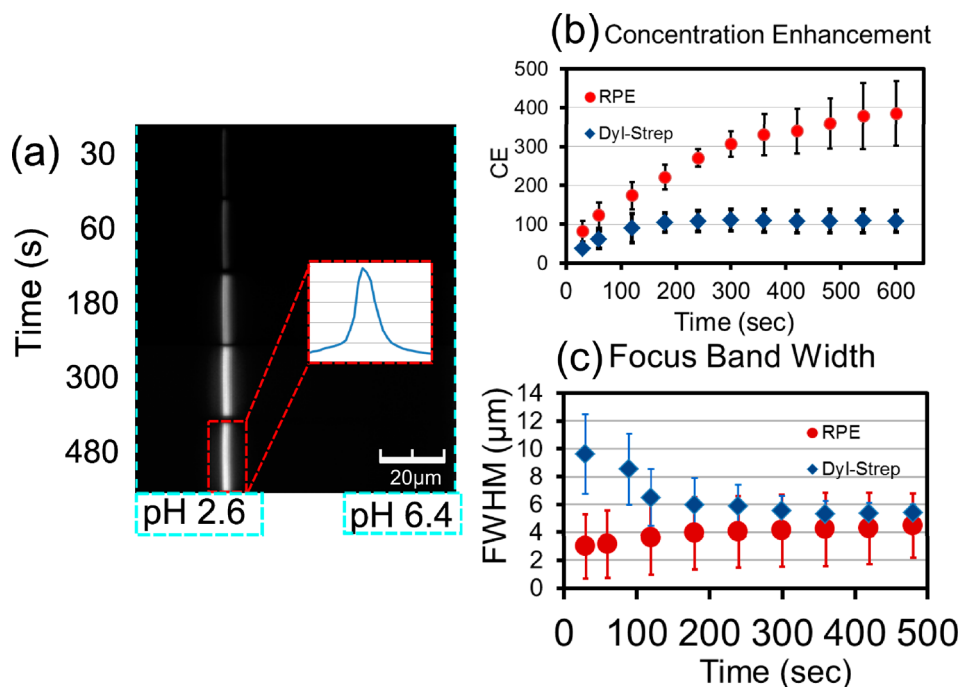 (a)
Time (s)
30
60
180
300
480
20µm
pH 2.6
pH 6.4
(b) Concentration Enhancement
CE
500
400
300
200
100
0
RPE
Dyl-Strep
0 100 200 300 400 500 600
Time (sec)
(c) Focus Band Width
FWHM (µm)
14
12
10
8
6
4
2
0
RPE
Dyl-Strep
0 100 200 300 400 500
Time (sec)